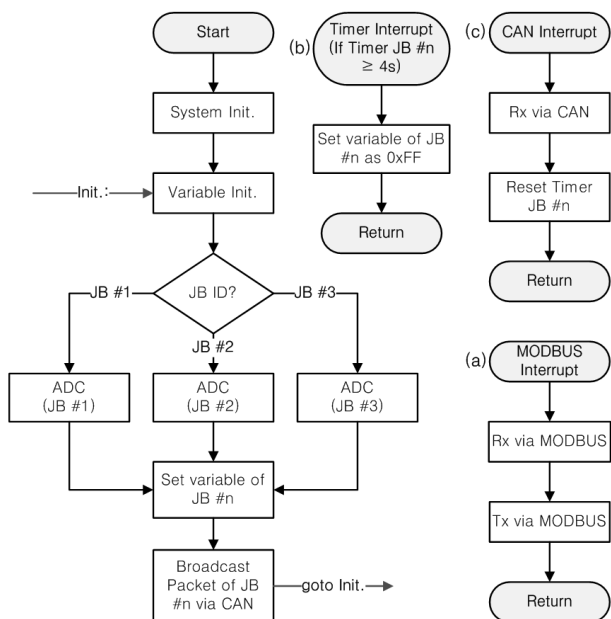 Start
System Init.
Init.:
Variable Init.
JB ID?
JB #1
JB #2
JB #3
ADC
(JB #1)
ADC
(JB #2)
ADC
(JB #3)
Set variable of
JB #n
Broadcast
Packet of JB
#n via CAN
goto Init.
(b)
Timer Interrupt
(If Timer JB #n
≥ 4s)
Set variable of JB
#n as 0xFF
Return
(c)
CAN Interrupt
Rx via CAN
Reset Timer
JB #n
Return
(a)
MODBUS
Interrupt
Rx via MODBUS
Tx via MODBUS
Return